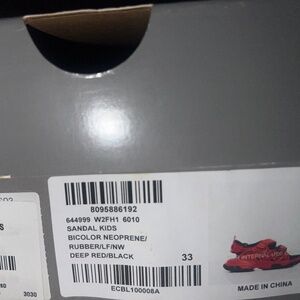 8095886192
644999 W2FH1 6010
SANDAL KIDS
BICOLOR NEOPRENE/
RUBBER/LF/NW
DEEP RED/BLACK 33
MADE IN CHINA
ECBL100008A
3030